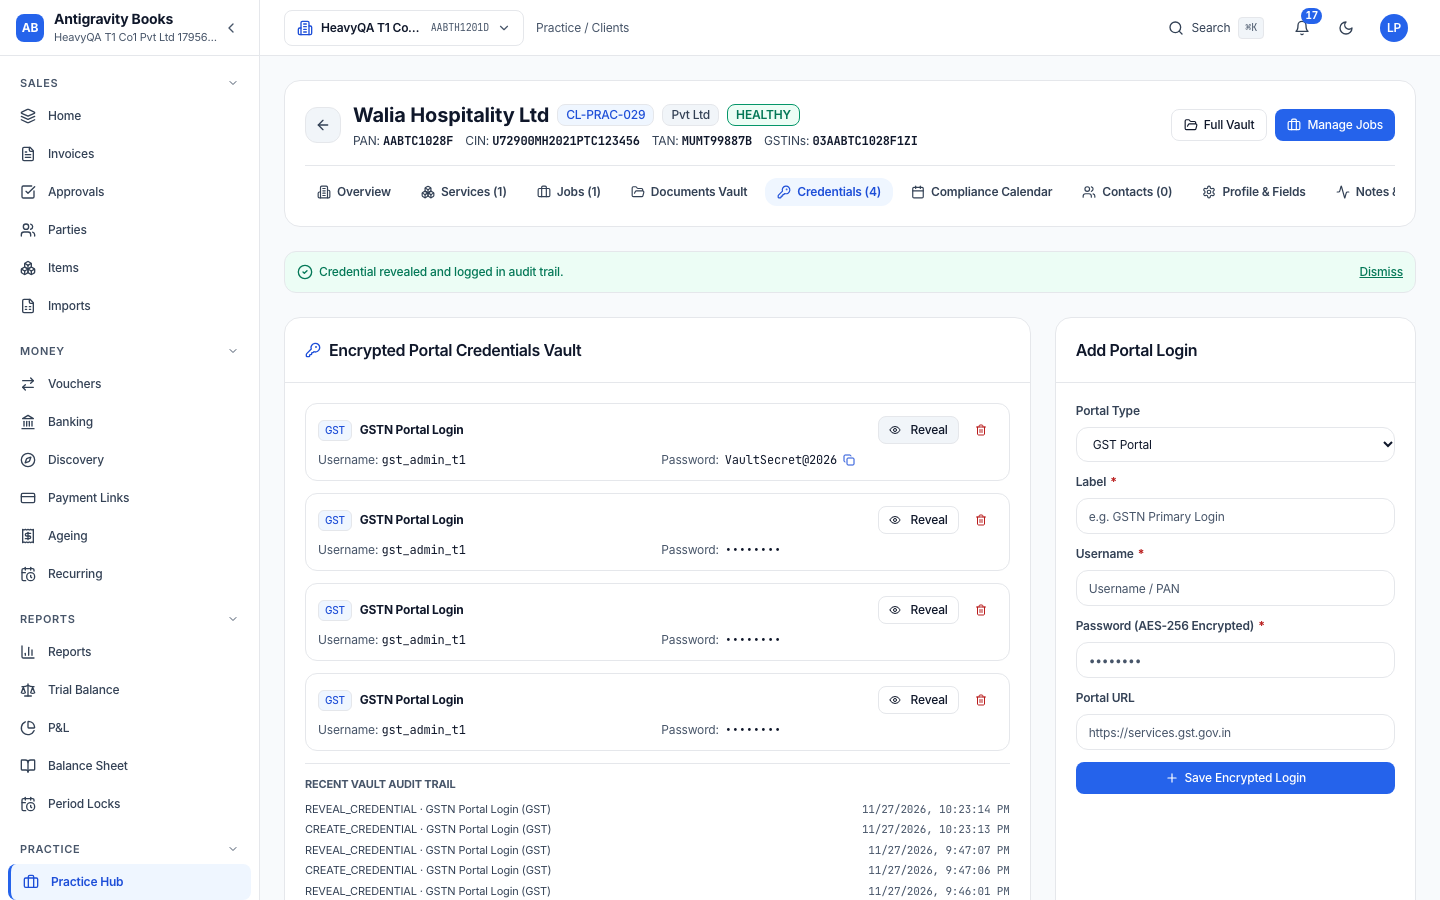 AB
Antigravity Books
HeavyQA T1 Co1 Pvt Ltd 17956...
HeavyQA T1 Co... AABTH1201D
Practice / Clients
Search ⌘K
17
LP
SALES
Home
Invoices
Approvals
Parties
Items
Imports
MONEY
Vouchers
Banking
Discovery
Payment Links
Ageing
Recurring
REPORTS
Reports
Trial Balance
P&L
Balance Sheet
Period Locks
PRACTICE
Practice Hub
Walia Hospitality Ltd CL-PRAC-029 Pvt Ltd HEALTHY
PAN: AABTC1028F CIN: U72900MH2021PTC123456 TAN: MUMT99887B GSTINs: 03AABTC1028F1ZI
Full Vault
Manage Jobs
Overview Services (1) Jobs (1) Documents Vault Credentials (4) Compliance Calendar Contacts (0) Profile & Fields Notes &
Credential revealed and logged in audit trail. Dismiss
Encrypted Portal Credentials Vault
GST GSTN Portal Login Reveal
Username: gst_admin_t1 Password: VaultSecret@2026
GST GSTN Portal Login Reveal
Username: gst_admin_t1 Password: ••••••••
GST GSTN Portal Login Reveal
Username: gst_admin_t1 Password: ••••••••
GST GSTN Portal Login Reveal
Username: gst_admin_t1 Password: ••••••••
RECENT VAULT AUDIT TRAIL
REVEAL_CREDENTIAL · GSTN Portal Login (GST) 11/27/2026, 10:23:14 PM
CREATE_CREDENTIAL · GSTN Portal Login (GST) 11/27/2026, 10:23:13 PM
REVEAL_CREDENTIAL · GSTN Portal Login (GST) 11/27/2026, 9:47:07 PM
CREATE_CREDENTIAL · GSTN Portal Login (GST) 11/27/2026, 9:47:06 PM
REVEAL_CREDENTIAL · GSTN Portal Login (GST) 11/27/2026, 9:46:01 PM
Add Portal Login
Portal Type
GST Portal
Label *
e.g. GSTN Primary Login
Username *
Username / PAN
Password (AES-256 Encrypted) *
••••••••
Portal URL
https://services.gst.gov.in
+ Save Encrypted Login